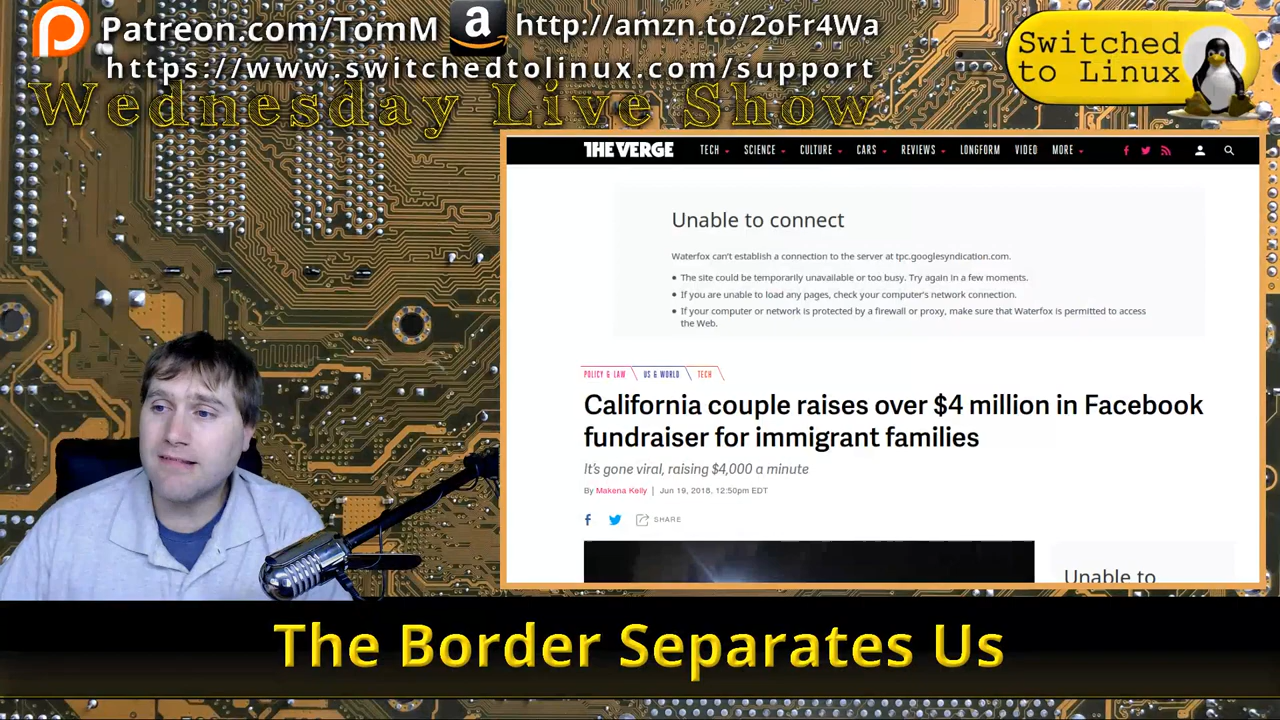 Patreon.com/TomM
http://amzn.to/2oFr4Wa
https://www.switchedtolinux.com/support
Wednesday Live Show
Switched
to Linux
THE VERGE
TECH SCIENCE CULTURE CARS REVIEWS LONGFORM VIDEO MORE
Unable to connect
Waterfox can't establish a connection to the server at tpc.googlesyndication.com.
• The site could be temporarily unavailable or too busy. Try again in a few moments.
• If you are unable to load any pages, check your computer's network connection.
• If your computer or network is protected by a firewall or proxy, make sure that Waterfox is permitted to access
the Web.
POLICY & LAW US & WORLD TECH
California couple raises over $4 million in Facebook
fundraiser for immigrant families
It's gone viral, raising $4,000 a minute
By Makena Kelly | Jun 19, 2018, 12:50pm EDT
SHARE
Unable to
The Border Separates Us